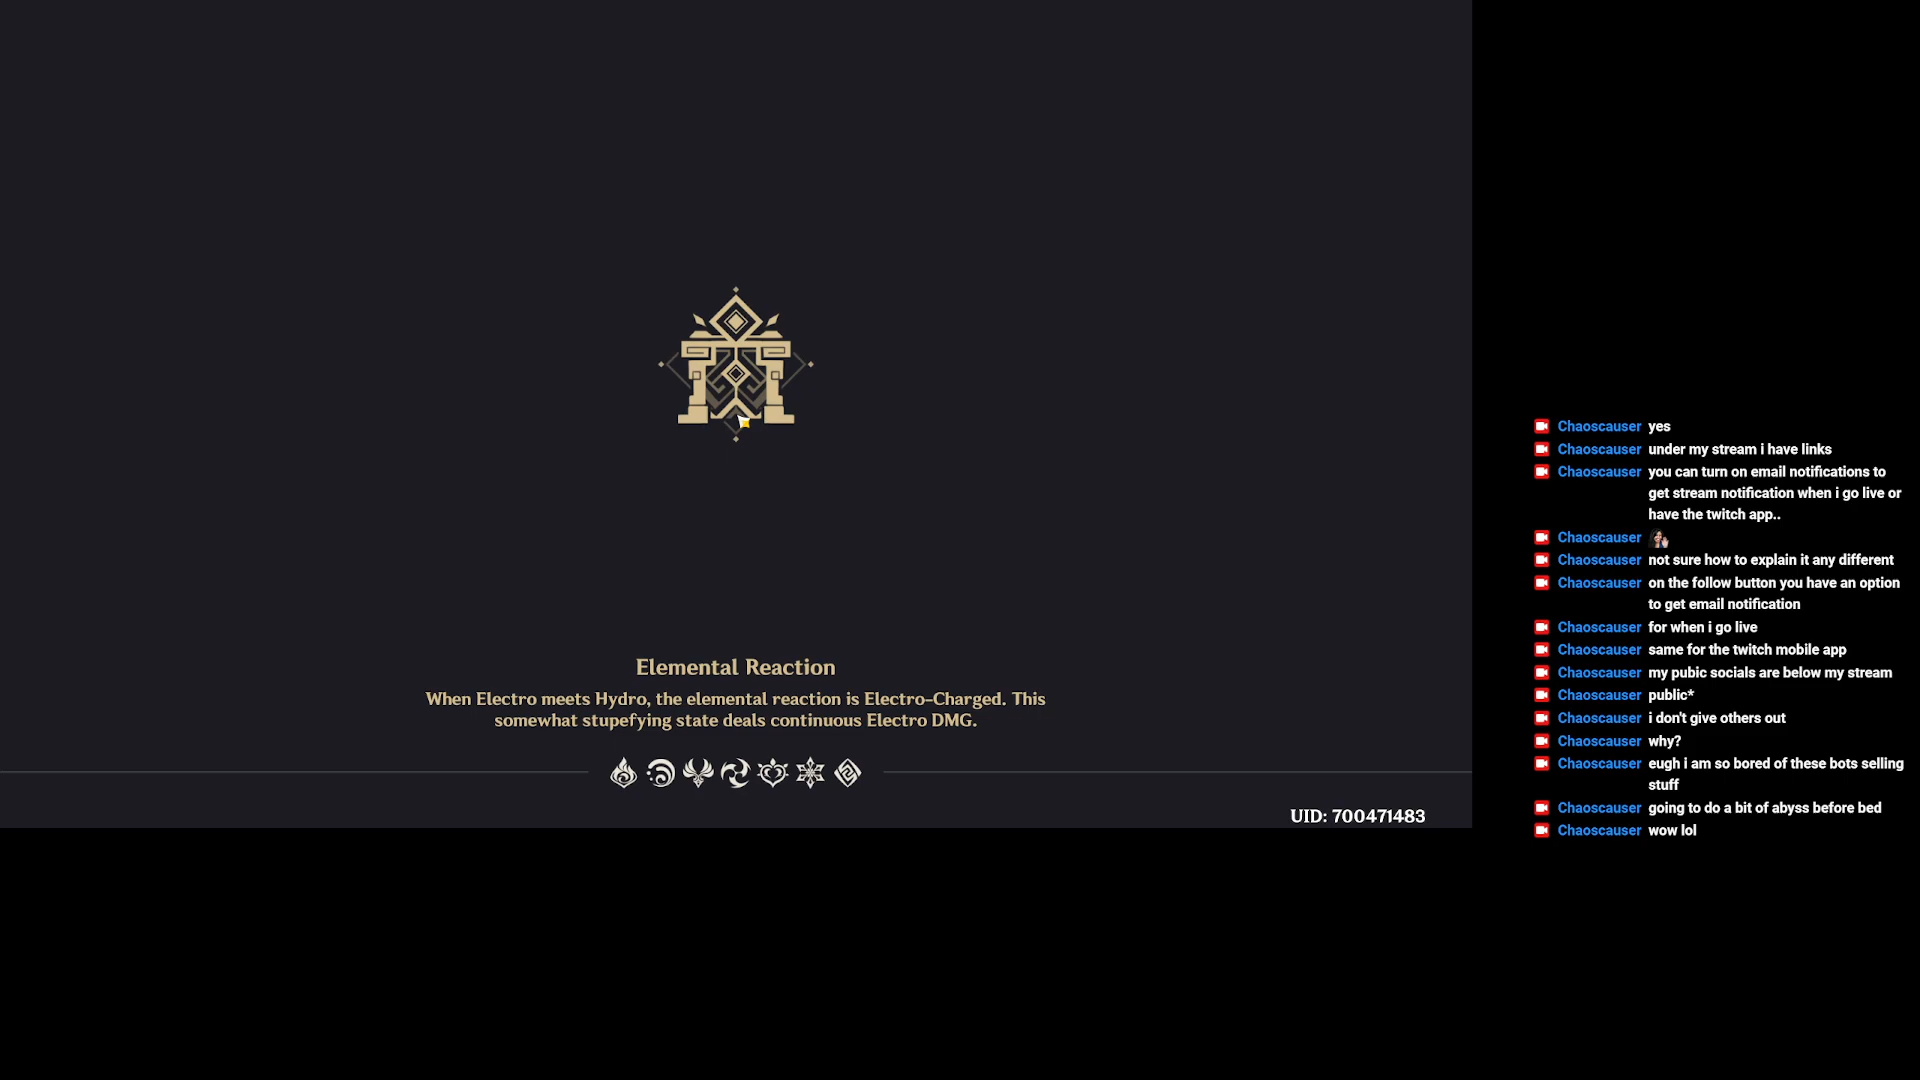 Elemental Reaction
When Electro meets Hydro, the elemental reaction is Electro-Charged. This
somewhat stupefying state deals continuous Electro DMG.
UID: 700471483
Chaoscauser yes
Chaoscauser under my stream i have links
Chaoscauser you can turn on email notifications to
get stream notification when i go live or
have the twitch app..
Chaoscauser
Chaoscauser not sure how to explain it any different
Chaoscauser on the follow button you have an option
to get email notification
Chaoscauser for when i go live
Chaoscauser same for the twitch mobile app
Chaoscauser my pubic socials are below my stream
Chaoscauser public*
Chaoscauser i don't give others out
Chaoscauser why?
Chaoscauser eugh i am so bored of these bots selling
stuff
Chaoscauser going to do a bit of abyss before bed
Chaoscauser wow lol